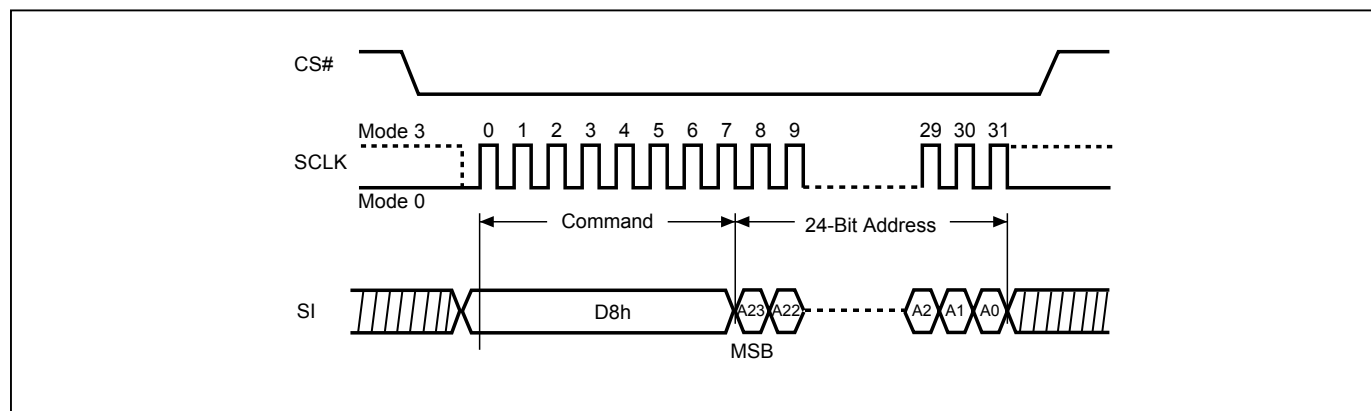 CS#
Mode 3
0 1 2 3 4 5 6 7 8 9 29 30 31
SCLK
Mode 0
Command 24-Bit Address
SI D8h A23 A22 A2 A1 A0
MSB